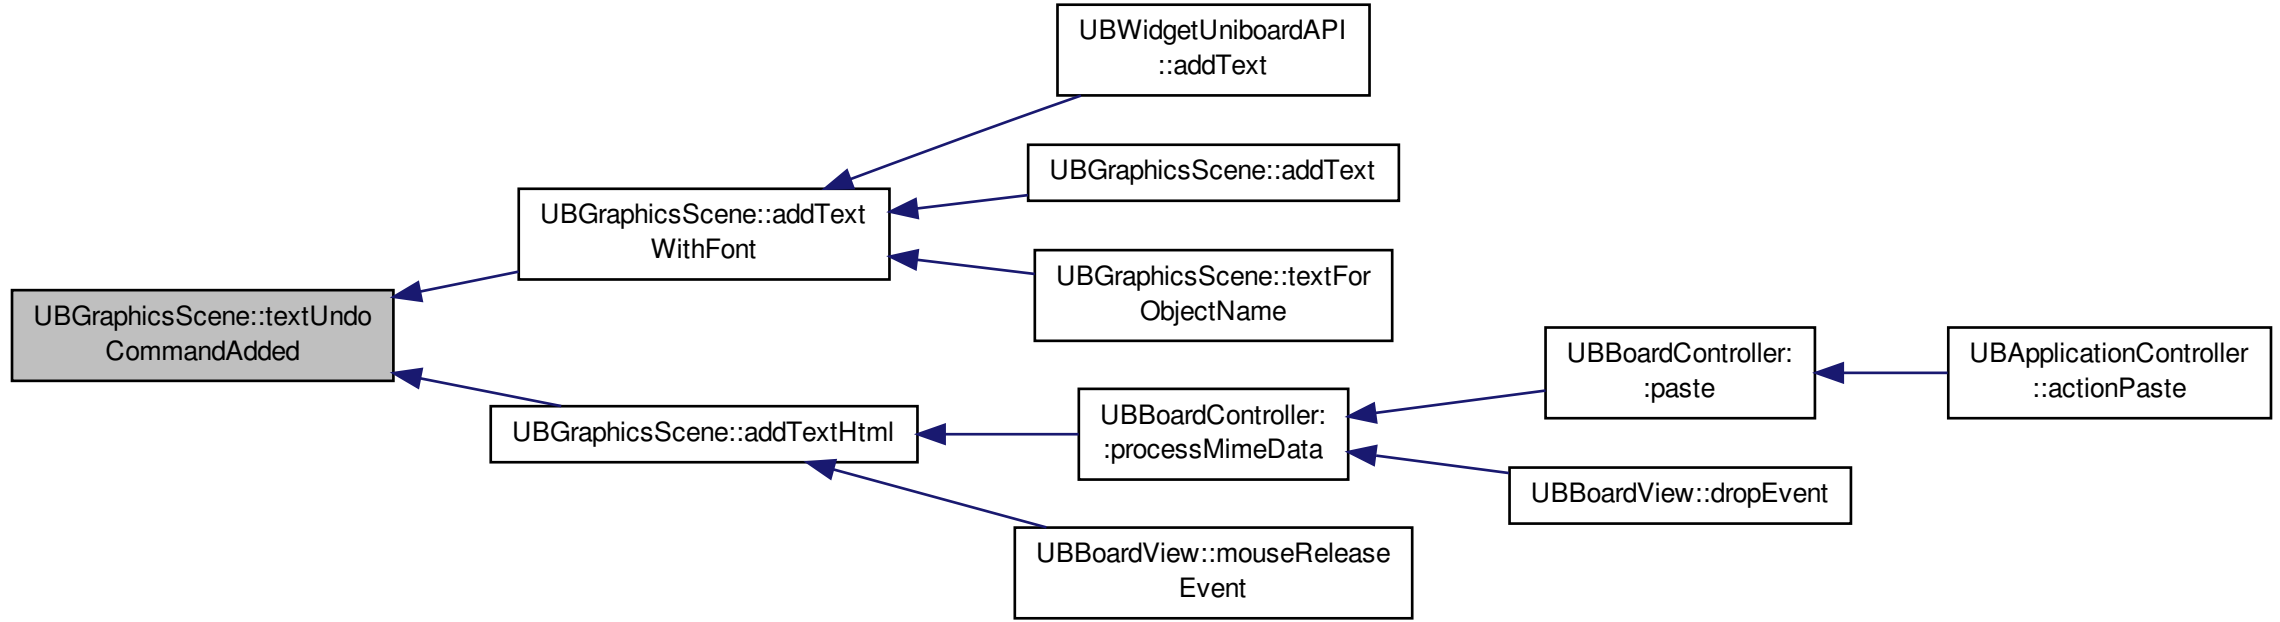 UBWidgetUniboardAPI
::addText
UBGraphicsScene::addText
UBGraphicsScene::addText
WithFont
UBGraphicsScene::textFor
ObjectName
UBGraphicsScene::textUndo
CommandAdded
UBBoardController:
:paste
UBApplicationController
::actionPaste
UBGraphicsScene::addTextHtml
UBBoardController:
:processMimeData
UBBoardView::dropEvent
UBBoardView::mouseRelease
Event